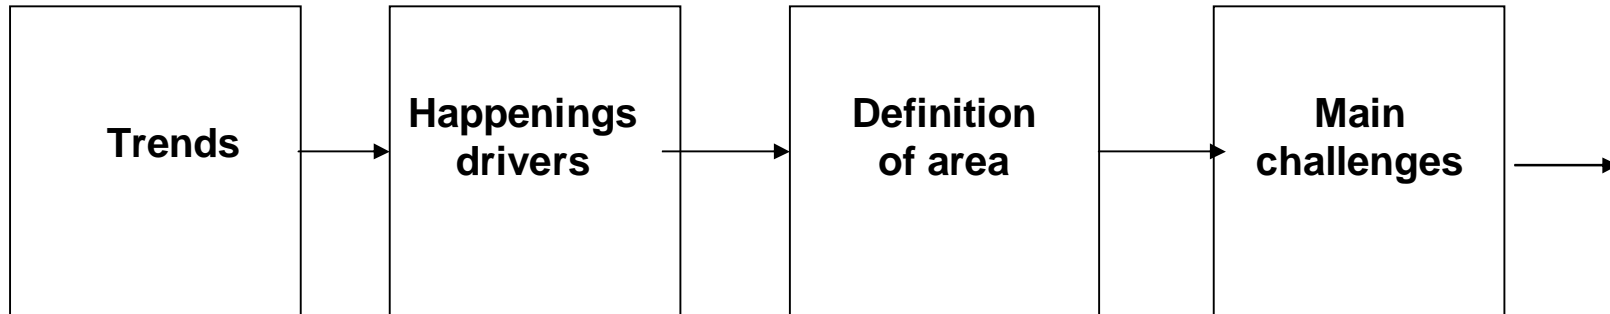 Trends
Happenings
drivers
Definition
of area
Main
challenges